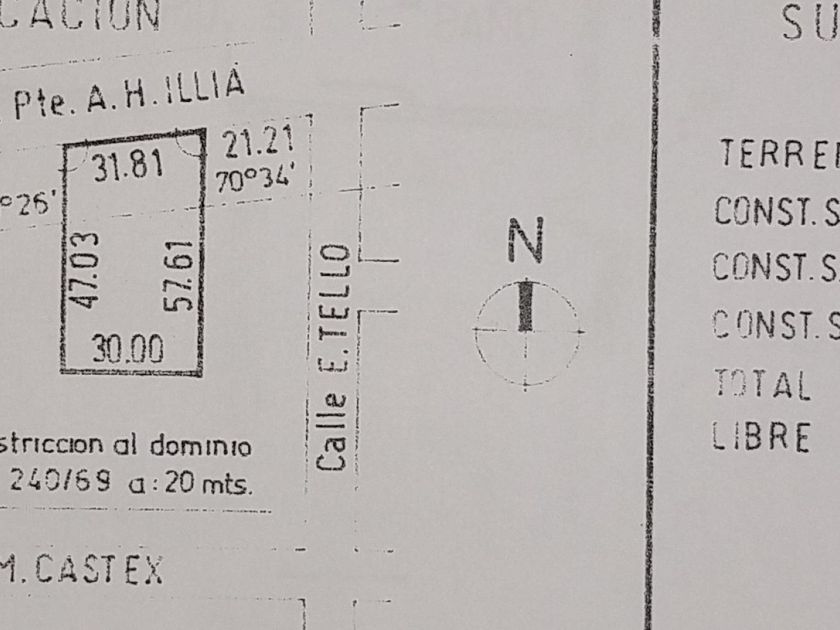 CACION
Pte. A. H. ILLIA
31.81
21.21
70°34'
°26'
47.03
57.61
30.00
Calle E. TELLO
N
striccion al dominio
240/69 a: 20 mts.
M. CASTEX
SU
TERRE
CONST. S
CONST. S.
CONST. S
TOTAL
LIBRE